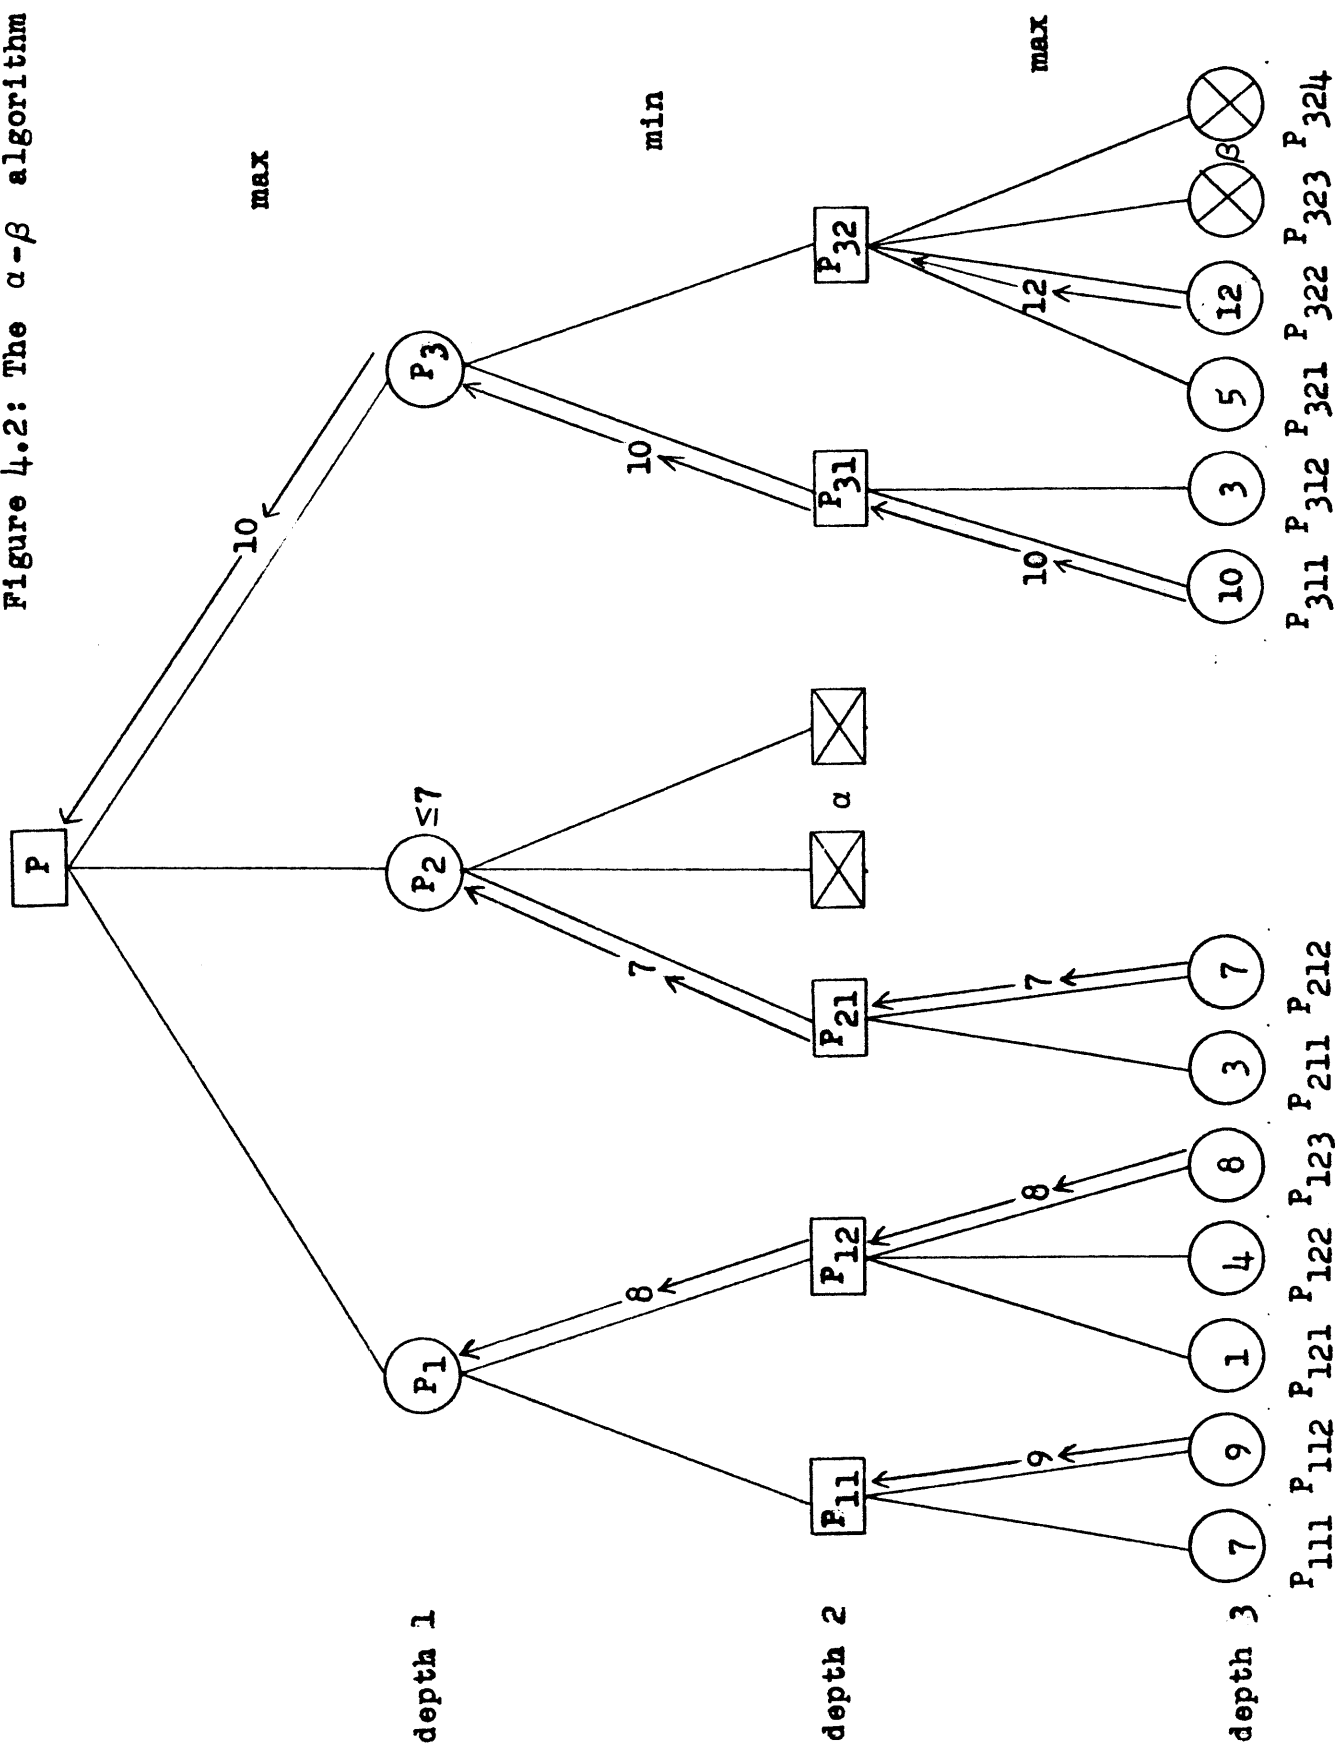 Figure 4.2: The α-β algorithm
P
max
10
depth 1
P1
P2 ≤7
P3
min
8
7
10
depth 2
P11
P12
P21
α
P31
P32
max
9
8
7
10
12
depth 3
7
9
1
4
8
3
7
10
3
5
12
β
P111 P112 P121 P122 P123 P211 P212 P311 P312 P321 P322 P323 P324